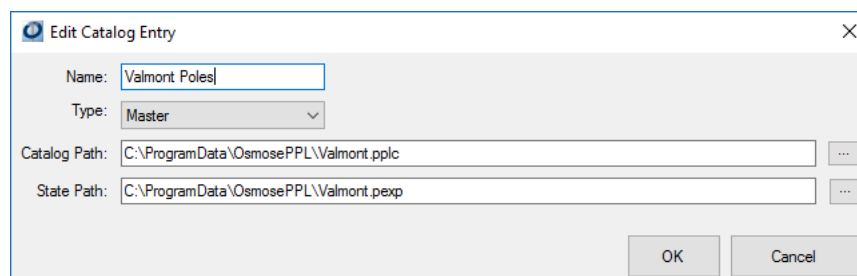 Edit Catalog Entry
Name: Valmont Poles
Type: Master
Catalog Path: C:\ProgramData\OsmosePPL\Valmont.pplc ...
State Path: C:\ProgramData\OsmosePPL\Valmont.pexp ...
OK Cancel